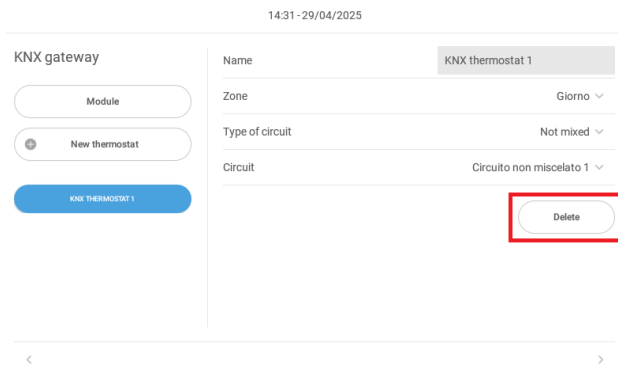 14:31-29/04/2025
KNX gateway
Module
New thermostat
KNX THERMOSTAT 1
Name
KNX thermostat 1
Zone
Giorno
Type of circuit
Not mixed
Circuit
Circuito non miscelato 1
Delete